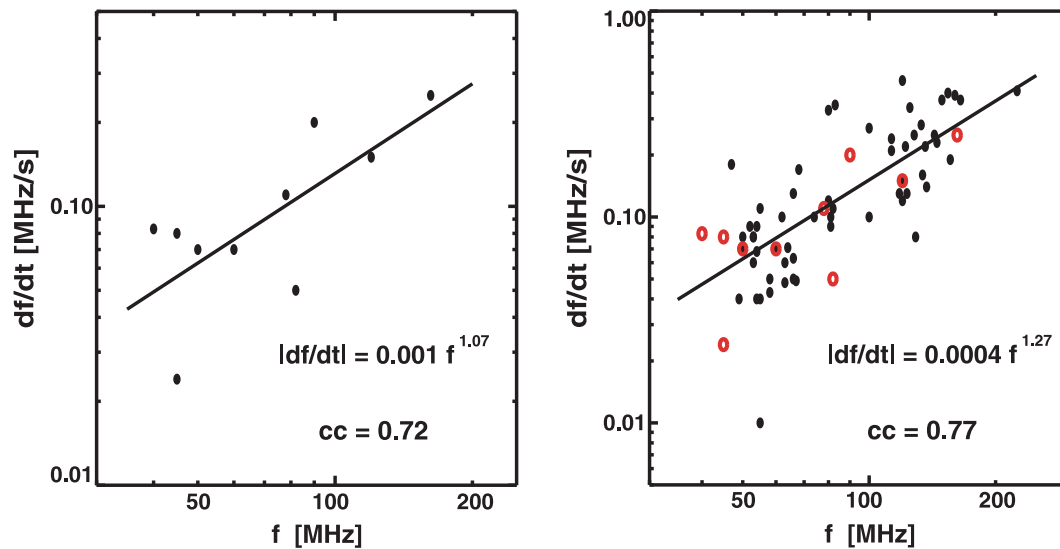 df/dt [MHz/s]
0.10
0.01
|df/dt| = 0.001 f 1.07
cc = 0.72
50 100 200
f [MHz]
df/dt [MHz/s]
1.00
0.10
0.01
|df/dt| = 0.0004 f 1.27
cc = 0.77
50 100 200
f [MHz]